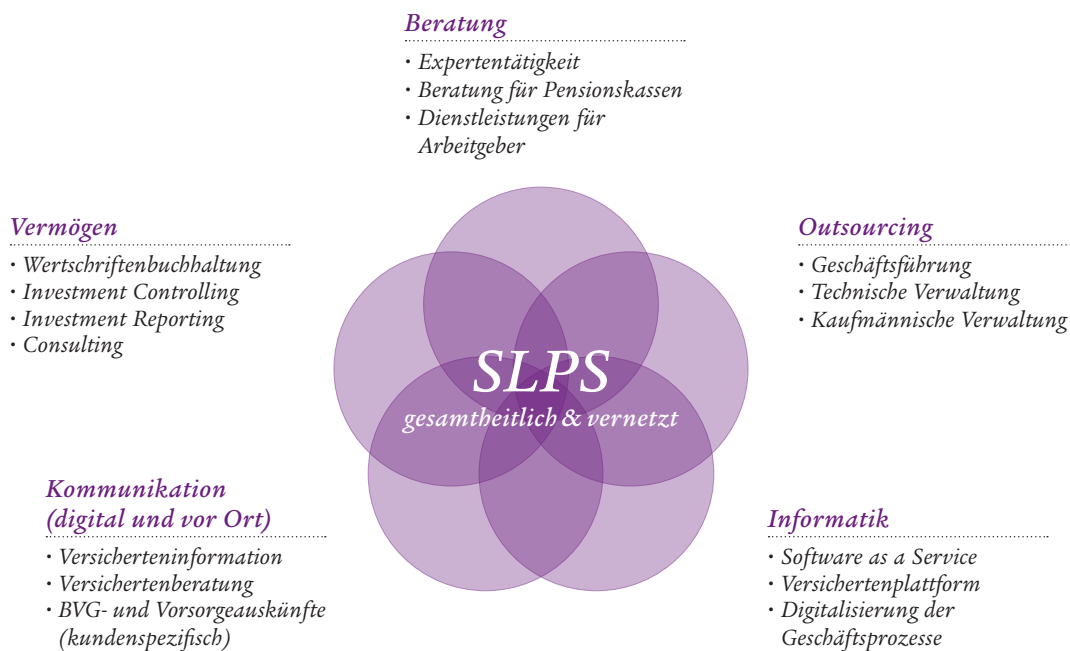 Beratung
· Expertentätigkeit
· Beratung für Pensionskassen
· Dienstleistungen für
Arbeitgeber
Vermögen
· Wertschriftenbuchhaltung
· Investment Controlling
· Investment Reporting
· Consulting
Outsourcing
· Geschäftsführung
· Technische Verwaltung
· Kaufmännische Verwaltung
SLPS
gesamtheitlich & vernetzt
Kommunikation
(digital und vor Ort)
· Versicherteninformation
· Versichertenberatung
· BVG- und Vorsorgeauskünfte
(kundenspezifisch)
Informatik
· Software as a Service
· Versichertenplattform
· Digitalisierung der
Geschäftsprozesse